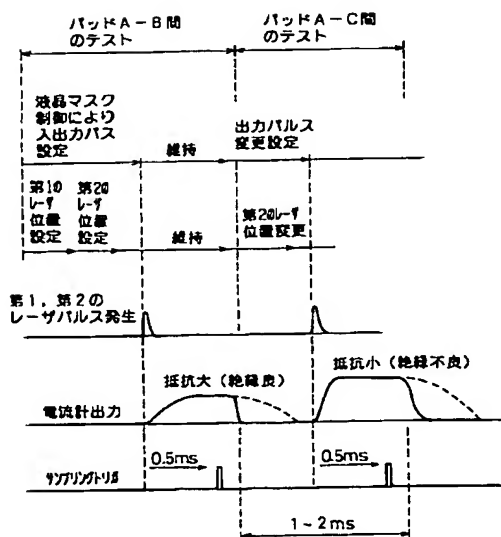 パッドA－B間
のテスト
パッドA－C間
のテスト
液晶マスク
制御により
入出力パス
設定
維持
出力パルス
変更設定
第1の
レーザ
位置
設定
第2の
レーザ
位置
設定
維持
第2のレーザ
位置変更
第1，第2の
レーザパルス発生
抵抗大（絶縁良）
抵抗小（絶縁不良）
電流計出力
0.5ms
0.5ms
サンプリングトリガ
1～2ms